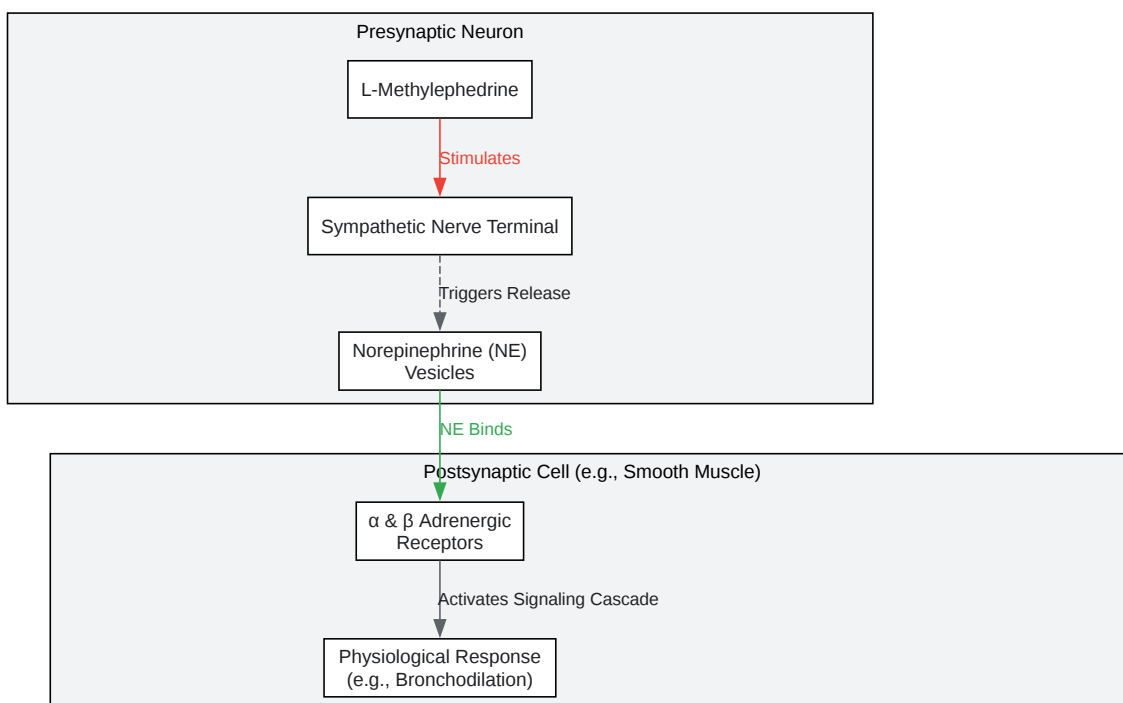 Presynaptic Neuron
L-Methylephedrine
Stimulates
Sympathetic Nerve Terminal
Triggers Release
Norepinephrine (NE)
Vesicles
NE Binds
Postsynaptic Cell (e.g., Smooth Muscle)
α & β Adrenergic
Receptors
Activates Signaling Cascade
Physiological Response
(e.g., Bronchodilation)